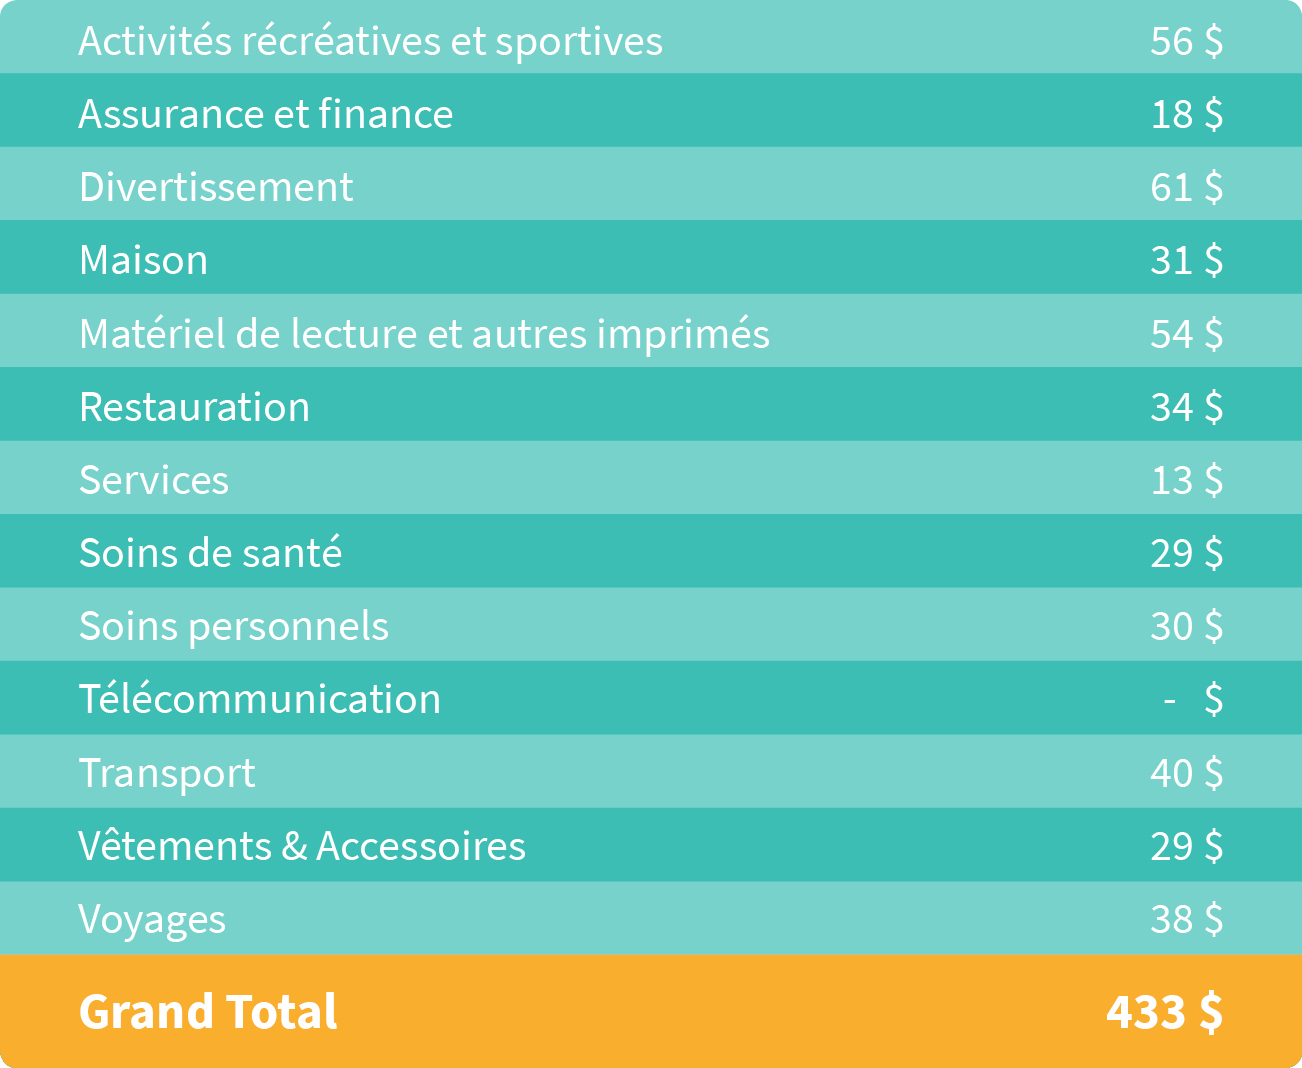 Activités récréatives et sportives 56 $
Assurance et finance 18 $
Divertissement 61 $
Maison 31 $
Matériel de lecture et autres imprimés 54 $
Restauration 34 $
Services 13 $
Soins de santé 29 $
Soins personnels 30 $
Télécommunication - $
Transport 40 $
Vêtements & Accessoires 29 $
Voyages 38 $
Grand Total 433 $